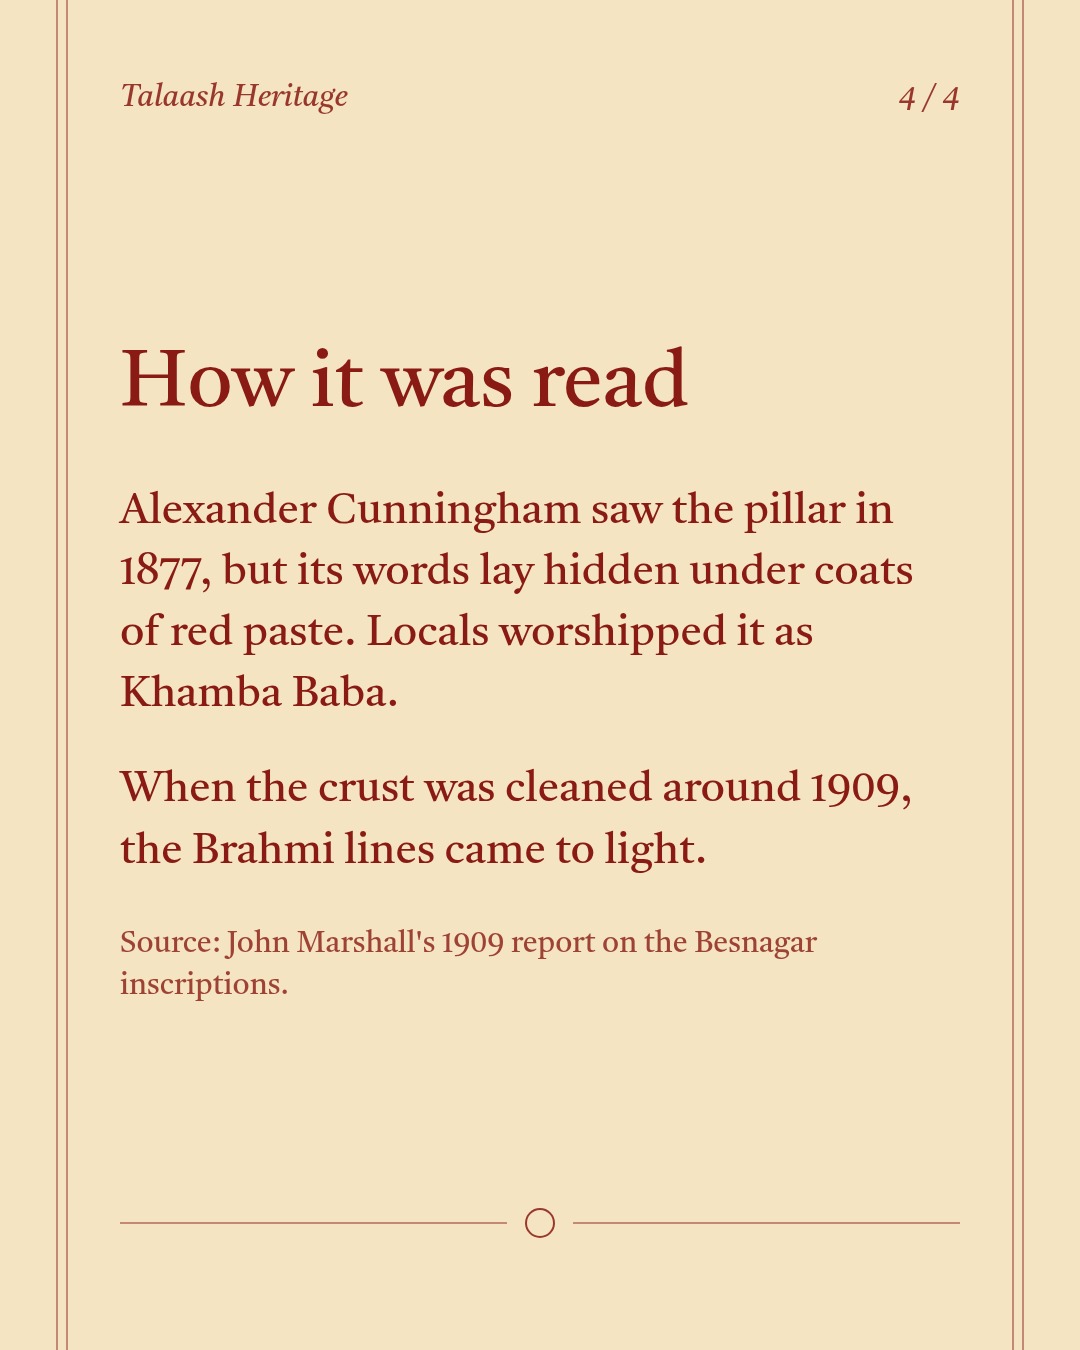 Talaash Heritage
4 / 4
How it was read
Alexander Cunningham saw the pillar in
1877, but its words lay hidden under coats
of red paste. Locals worshipped it as
Khamba Baba.
When the crust was cleaned around 1909,
the Brahmi lines came to light.
Source: John Marshall's 1909 report on the Besnagar
inscriptions.